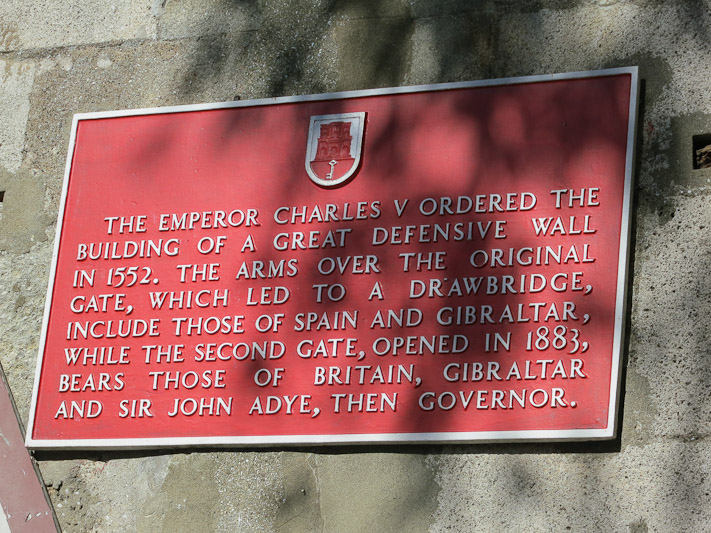 THE EMPEROR CHARLES V ORDERED THE
BUILDING OF A GREAT DEFENSIVE WALL
IN 1552. THE ARMS OVER THE ORIGINAL
GATE, WHICH LED TO A DRAWBRIDGE,
INCLUDE THOSE OF SPAIN AND GIBRALTAR,
WHILE THE SECOND GATE, OPENED IN 1883,
BEARS THOSE OF BRITAIN, GIBRALTAR
AND SIR JOHN ADYE, THEN GOVERNOR.